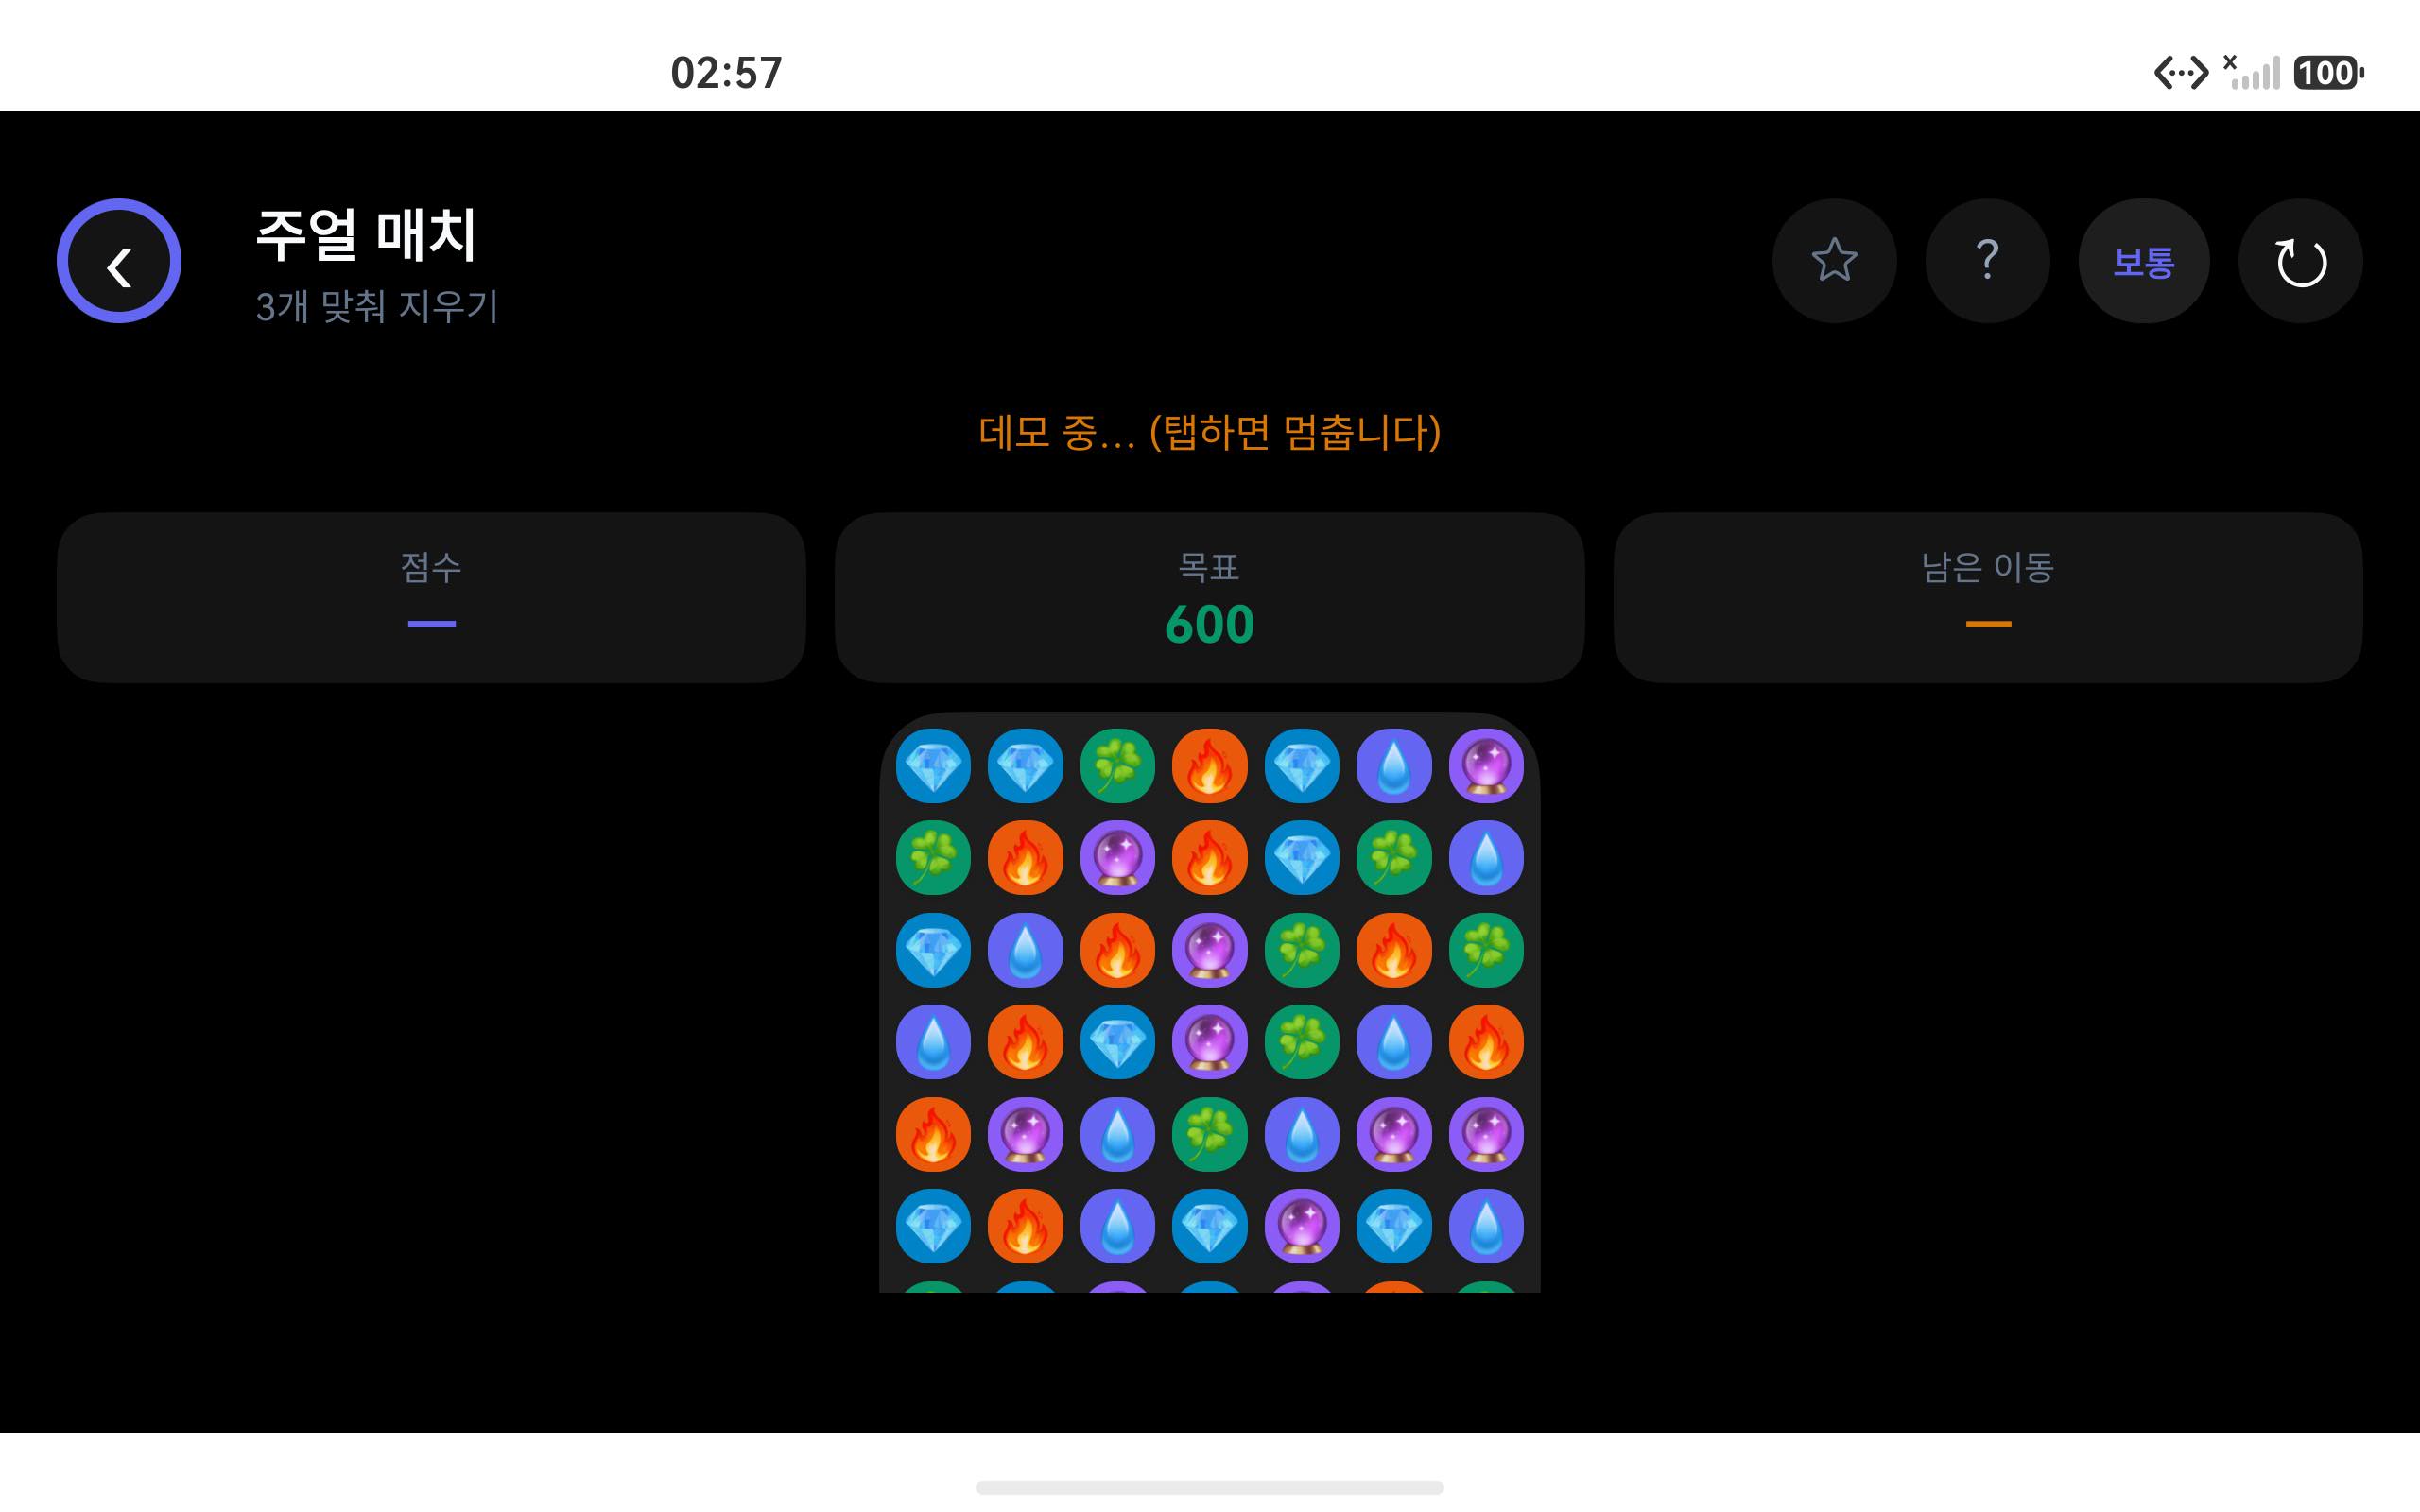 02:57
100
주얼 매치
3개 맞춰 지우기
?
보통
데모 중... (탭하면 멈춥니다)
점수
—
목표
600
남은 이동
—